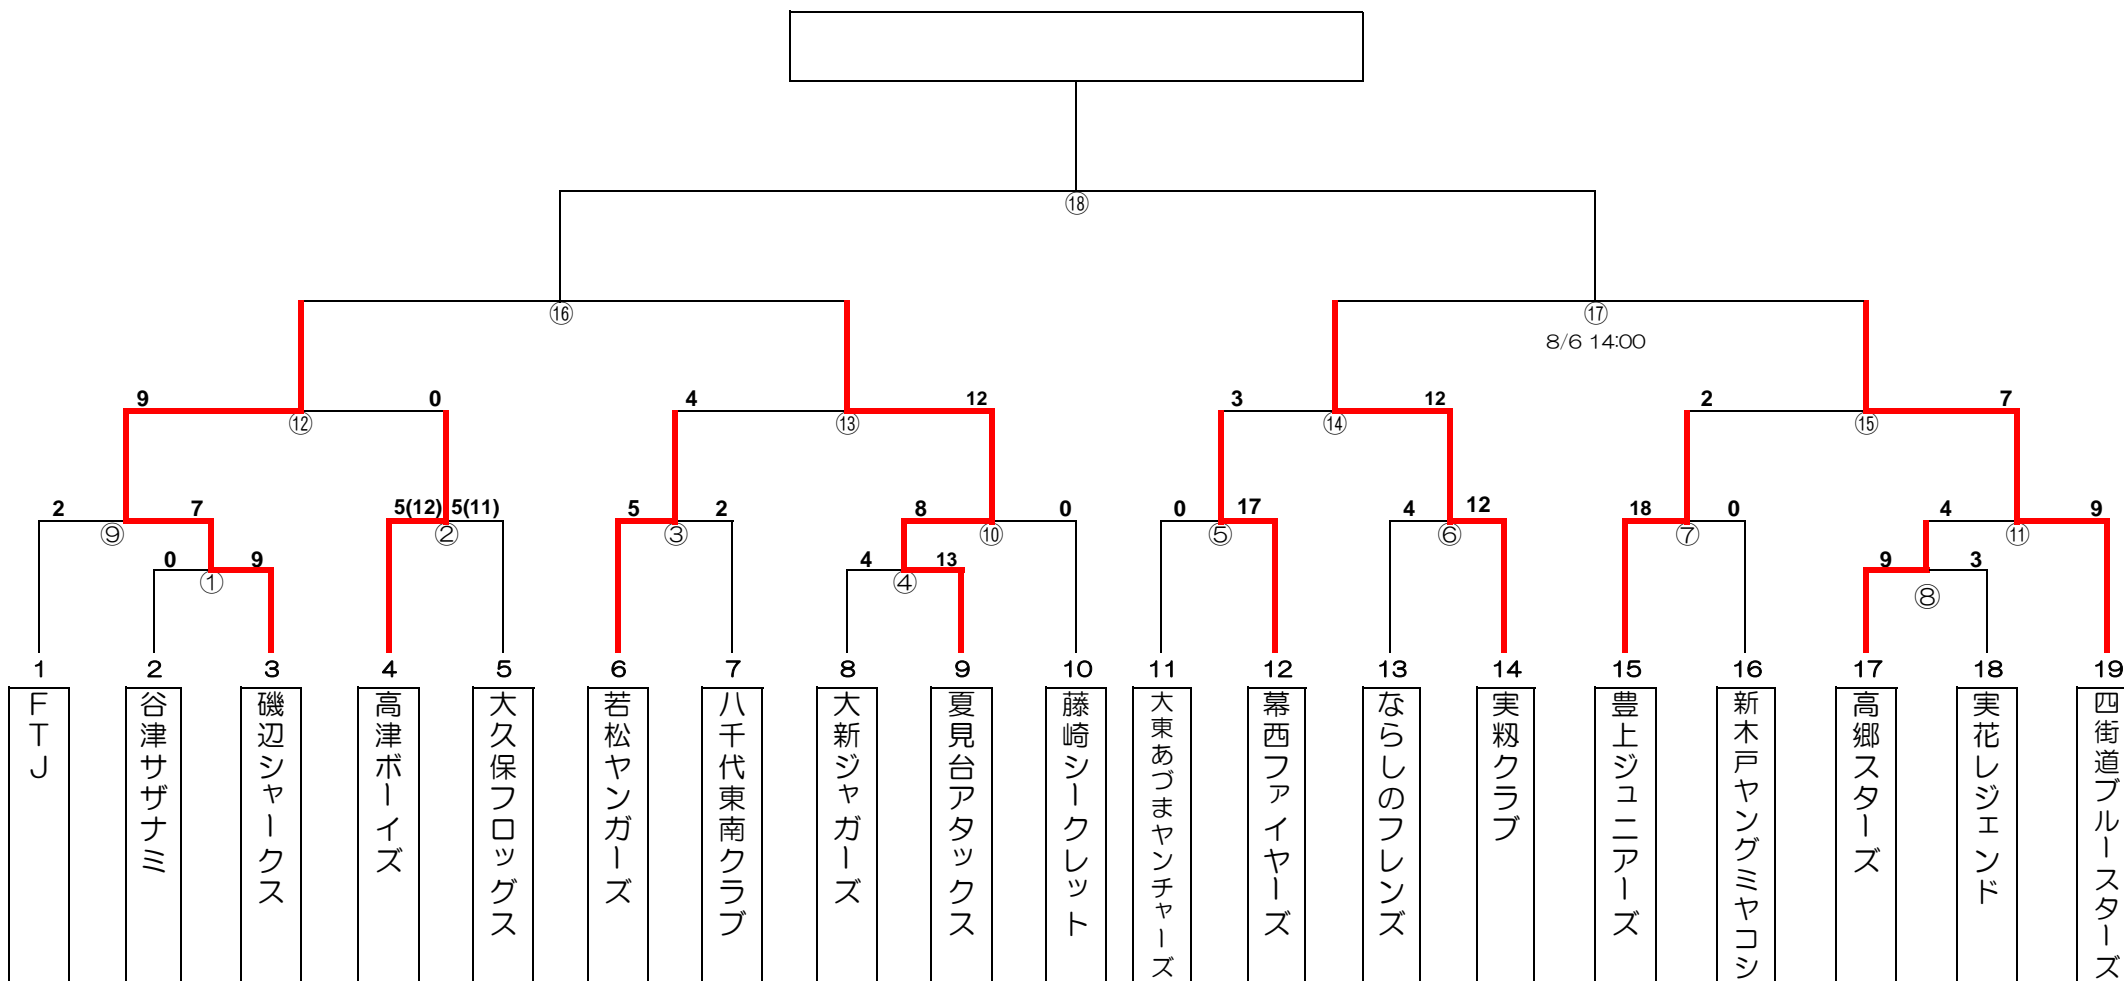 ⑱
⑯ ⑰
8/6 14:00
9 0 4 12 3 12 2 7
⑫ ⑬ ⑭ ⑮
2 7 5(12) 5(11) 5 2 8 0 0 17 4 12 18 0 4 9
⑨ ② ③ ⑩ ⑤ ⑥ ⑦ ⑪
0 9 4 13 9 3
① ④ ⑧
1 2 3 4 5 6 7 8 9 10 11 12 13 14 15 16 17 18 19
FTJ
谷津サザナミ
磯辺シャークス
高津ボーイズ
大久保フロッグス
若松ヤンガーズ
八千代東南クラブ
大新ジャガーズ
夏見台アタックス
藤崎シークレット
大東あづまヤンチャーズ
幕西ファイヤーズ
ならしのフレンズ
実籾クラブ
豊上ジュニアーズ
新木戸ヤングミヤコシ
高郷スターズ
実花レジェンド
四街道ブルースターズ